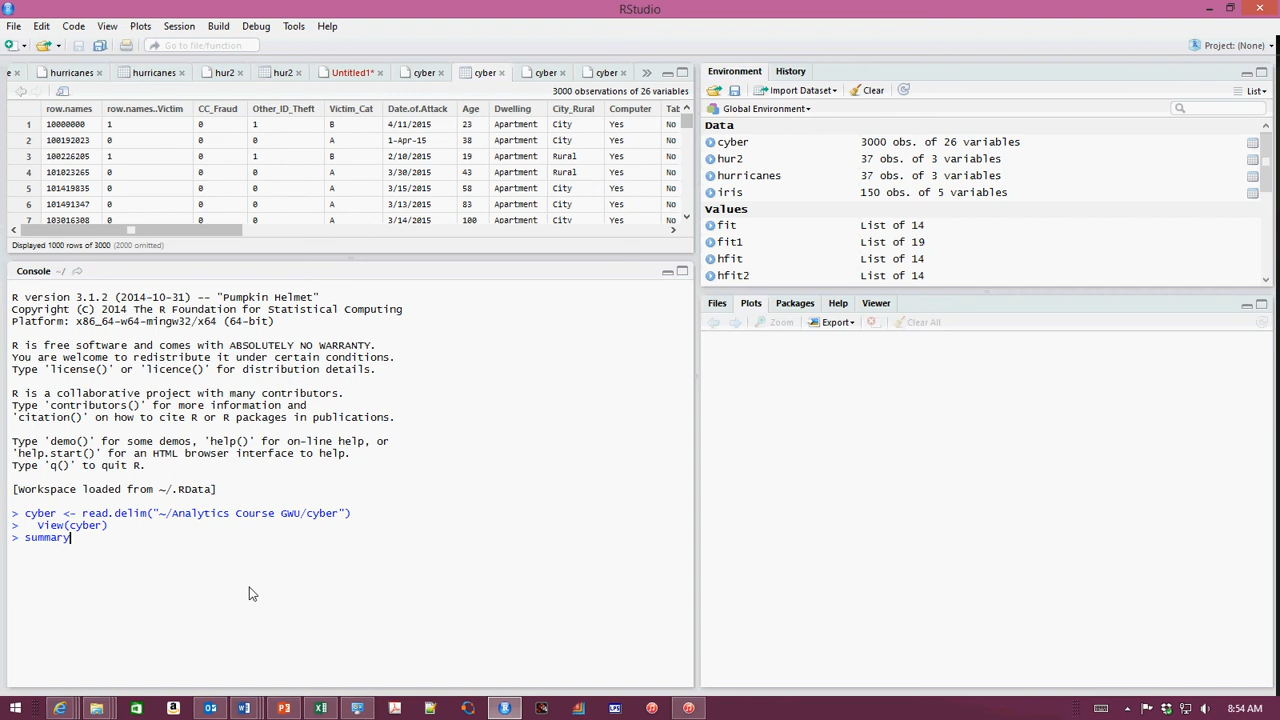 RStudio
File Edit Code View Plots Session Build Debug Tools Help
Go to file/function
Project: (None)
e hurricanes hurricanes hur2 hur2 Untitled1* cyber cyber cyber cyber
3000 observations of 26 variables
row.names row.names..Victim CC_Fraud Other_ID_Theft Victim_Cat Date.of.Attack Age Dwelling City_Rural Computer Tab
1 10000000 1 0 1 B 4/11/2015 23 Apartment City Yes No
2 100192023 0 0 0 A 1-Apr-15 38 Apartment City Yes No
3 100226205 1 0 1 B 2/10/2015 19 Apartment Rural Yes No
4 101023265 0 0 0 A 3/30/2015 43 Apartment Rural Yes No
5 101419835 0 0 0 A 3/15/2015 58 Apartment City Yes No
6 101491347 0 0 0 A 3/13/2015 83 Apartment City Yes No
7 103016308 0 0 0 A 3/14/2015 100 Apartment City Yes No
Displayed 1000 rows of 3000 (2000 omitted)
Console ~/
R version 3.1.2 (2014-10-31) -- "Pumpkin Helmet"
Copyright (C) 2014 The R Foundation for Statistical Computing
Platform: x86_64-w64-mingw32/x64 (64-bit)
R is free software and comes with ABSOLUTELY NO WARRANTY.
You are welcome to redistribute it under certain conditions.
Type 'license()' or 'licence()' for distribution details.
R is a collaborative project with many contributors.
Type 'contributors()' for more information and
'citation()' on how to cite R or R packages in publications.
Type 'demo()' for some demos, 'help()' for on-line help, or
'help.start()' for an HTML browser interface to help.
Type 'q()' to quit R.
[Workspace loaded from ~/.RData]
> cyber <- read.delim("~/Analytics Course GWU/cyber")
> View(cyber)
> summary
Environment History
Import Dataset Clear List
Global Environment
Data
cyber 3000 obs. of 26 variables
hur2 37 obs. of 3 variables
hurricanes 37 obs. of 3 variables
iris 150 obs. of 5 variables
Values
fit List of 14
fit1 List of 19
hfit List of 14
hfit2 List of 14
Files Plots Packages Help Viewer
Zoom Export Clear All
8:54 AM